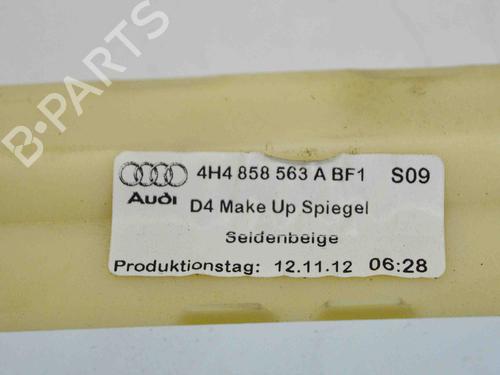 B-PARTS
4H4 858 563 A BF1 S09
Audi D4 Make Up Spiegel
Seidenbeige
Produktionstag: 12.11.12 06:28